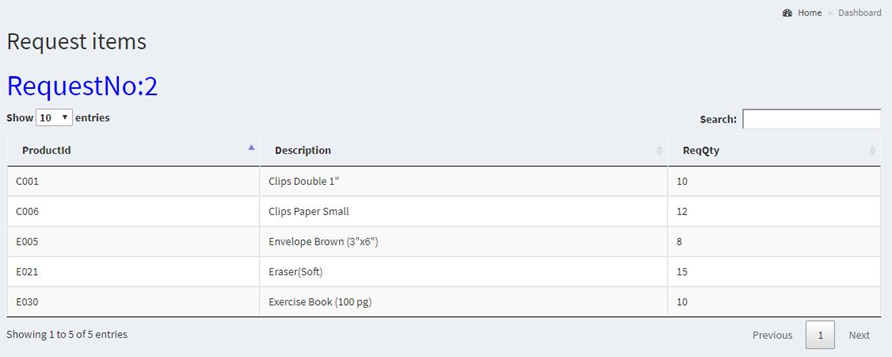 Home > Dashboard
Request items
RequestNo:2
Show 10 entries Search:
ProductId Description ReqQty
C001 Clips Double 1" 10
C006 Clips Paper Small 12
E005 Envelope Brown (3"x6") 8
E021 Eraser(Soft) 15
E030 Exercise Book (100 pg) 10
Showing 1 to 5 of 5 entries Previous 1 Next